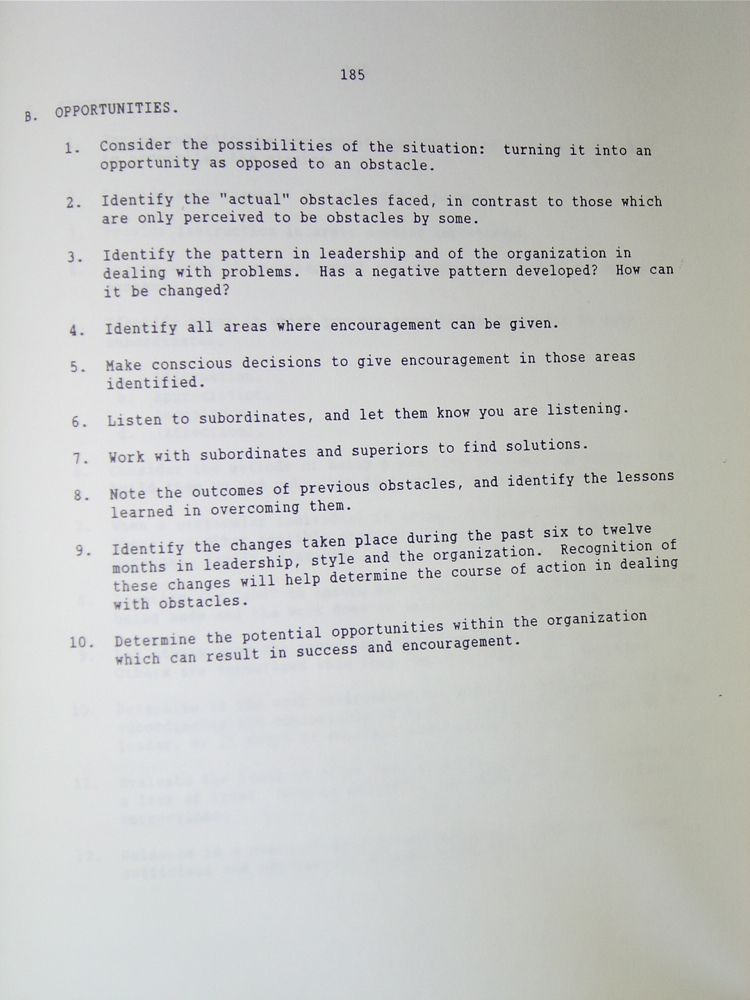 185
B. OPPORTUNITIES.
1. Consider the possibilities of the situation: turning it into an
opportunity as opposed to an obstacle.
2. Identify the "actual" obstacles faced, in contrast to those which
are only perceived to be obstacles by some.
3. Identify the pattern in leadership and of the organization in
dealing with problems. Has a negative pattern developed? How can
it be changed?
4. Identify all areas where encouragement can be given.
5. Make conscious decisions to give encouragement in those areas
identified.
6. Listen to subordinates, and let them know you are listening.
7. Work with subordinates and superiors to find solutions.
8. Note the outcomes of previous obstacles, and identify the lessons
learned in overcoming them.
9. Identify the changes taken place during the past six to twelve
months in leadership, style and the organization. Recognition of
these changes will help determine the course of action in dealing
with obstacles.
10. Determine the potential opportunities within the organization
which can result in success and encouragement.